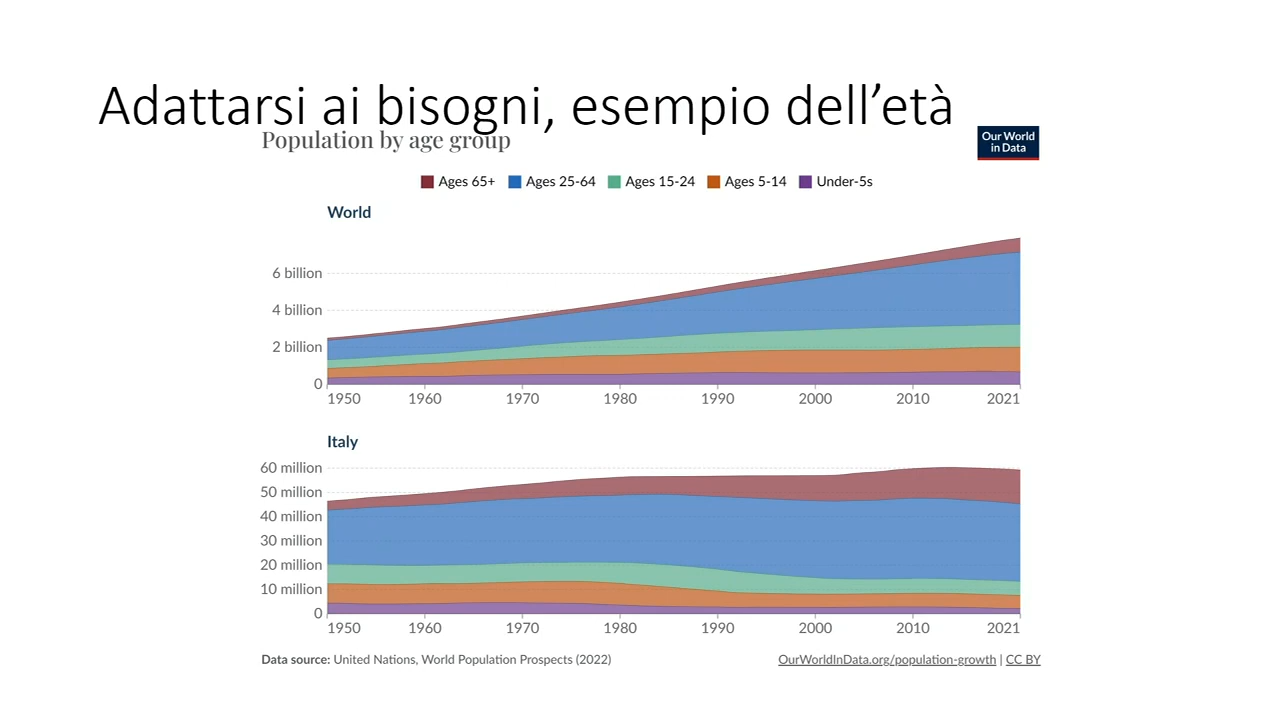 Adattarsi ai bisogni, esempio dell’età
Population by age group
Our World
in Data
Ages 65+ Ages 25-64 Ages 15-24 Ages 5-14 Under-5s
World
6 billion
4 billion
2 billion
0
1950 1960 1970 1980 1990 2000 2010 2021
Italy
60 million
50 million
40 million
30 million
20 million
10 million
0
1950 1960 1970 1980 1990 2000 2010 2021
Data source: United Nations, World Population Prospects (2022) OurWorldInData.org/population-growth | CC BY